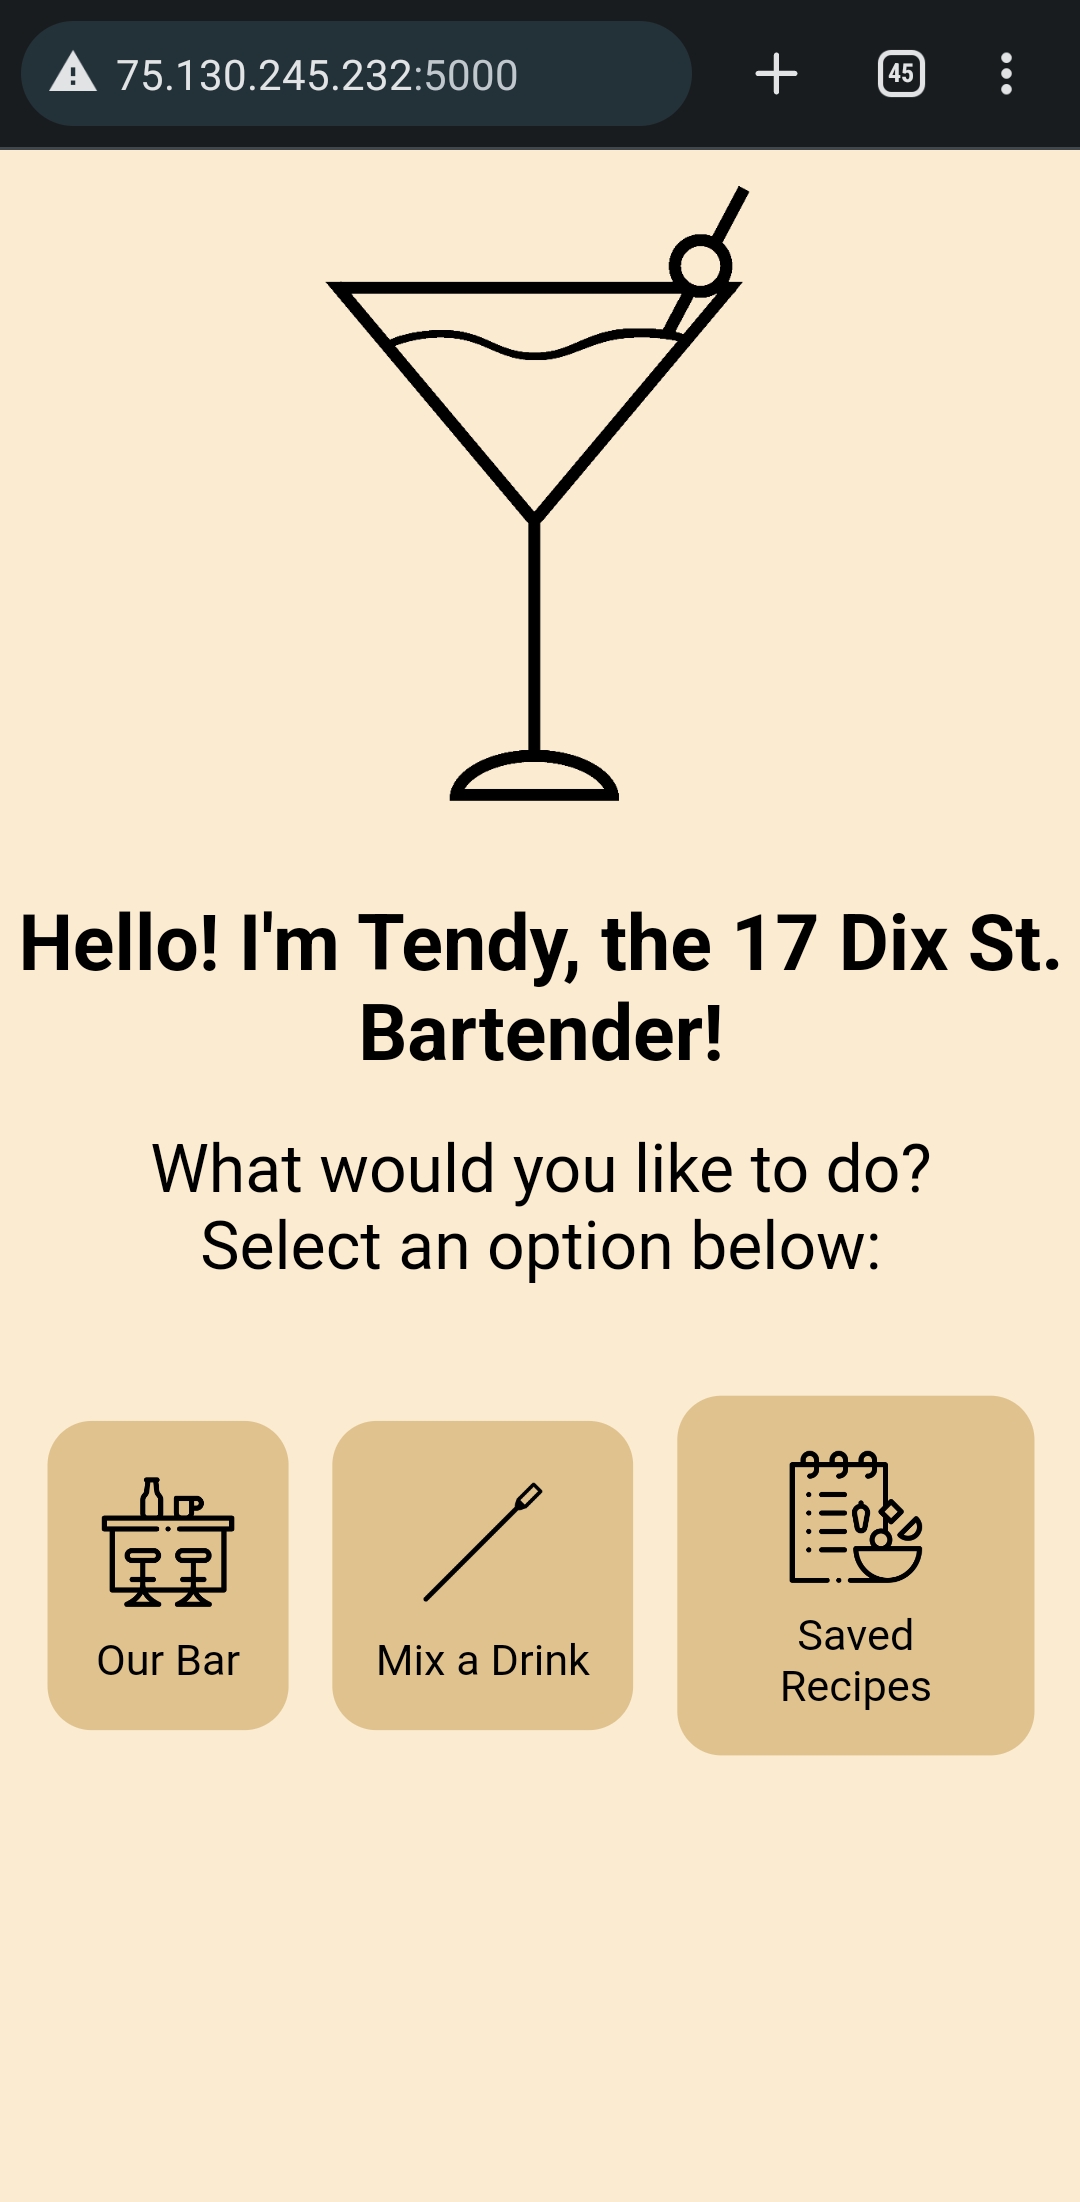 75.130.245.232:5000
45
Hello! I'm Tendy, the 17 Dix St.
Bartender!
What would you like to do?
Select an option below:
Our Bar
Mix a Drink
Saved
Recipes